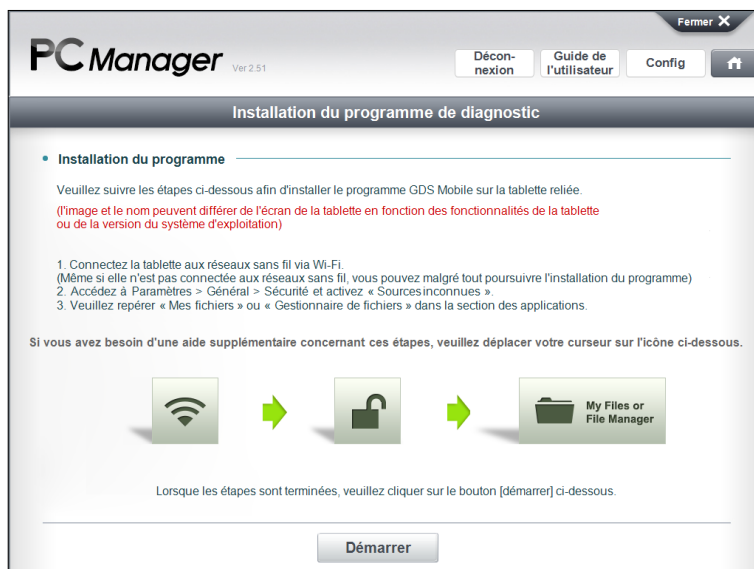 Fermer X
PC Manager Ver 2.51
Décon-
nexion
Guide de
l'utilisateur
Config
Installation du programme de diagnostic
• Installation du programme
Veuillez suivre les étapes ci-dessous afin d'installer le programme GDS Mobile sur la tablette reliée.
(l'image et le nom peuvent différer de l'écran de la tablette en fonction des fonctionnalités de la tablette
ou de la version du système d'exploitation)
1. Connectez la tablette aux réseaux sans fil via Wi-Fi.
(Même si elle n'est pas connectée aux réseaux sans fil, vous pouvez malgré tout poursuivre l'installation du programme)
2. Accédez á Paramètres > Général > Sécurité et activez « Sources inconnues ».
3. Veuillez repérer « Mes fichiers » ou « Gestionnaire de fichiers » dans la section des applications.
Si vous avez besoin d'une aide supplémentaire concernant ces étapes, veuillez déplacer votre curseur sur l'icône ci-dessous.
My Files or
File Manager
Lorsque les étapes sont terminées, veuillez cliquer sur le bouton [démarrer] ci-dessous.
Démarrer